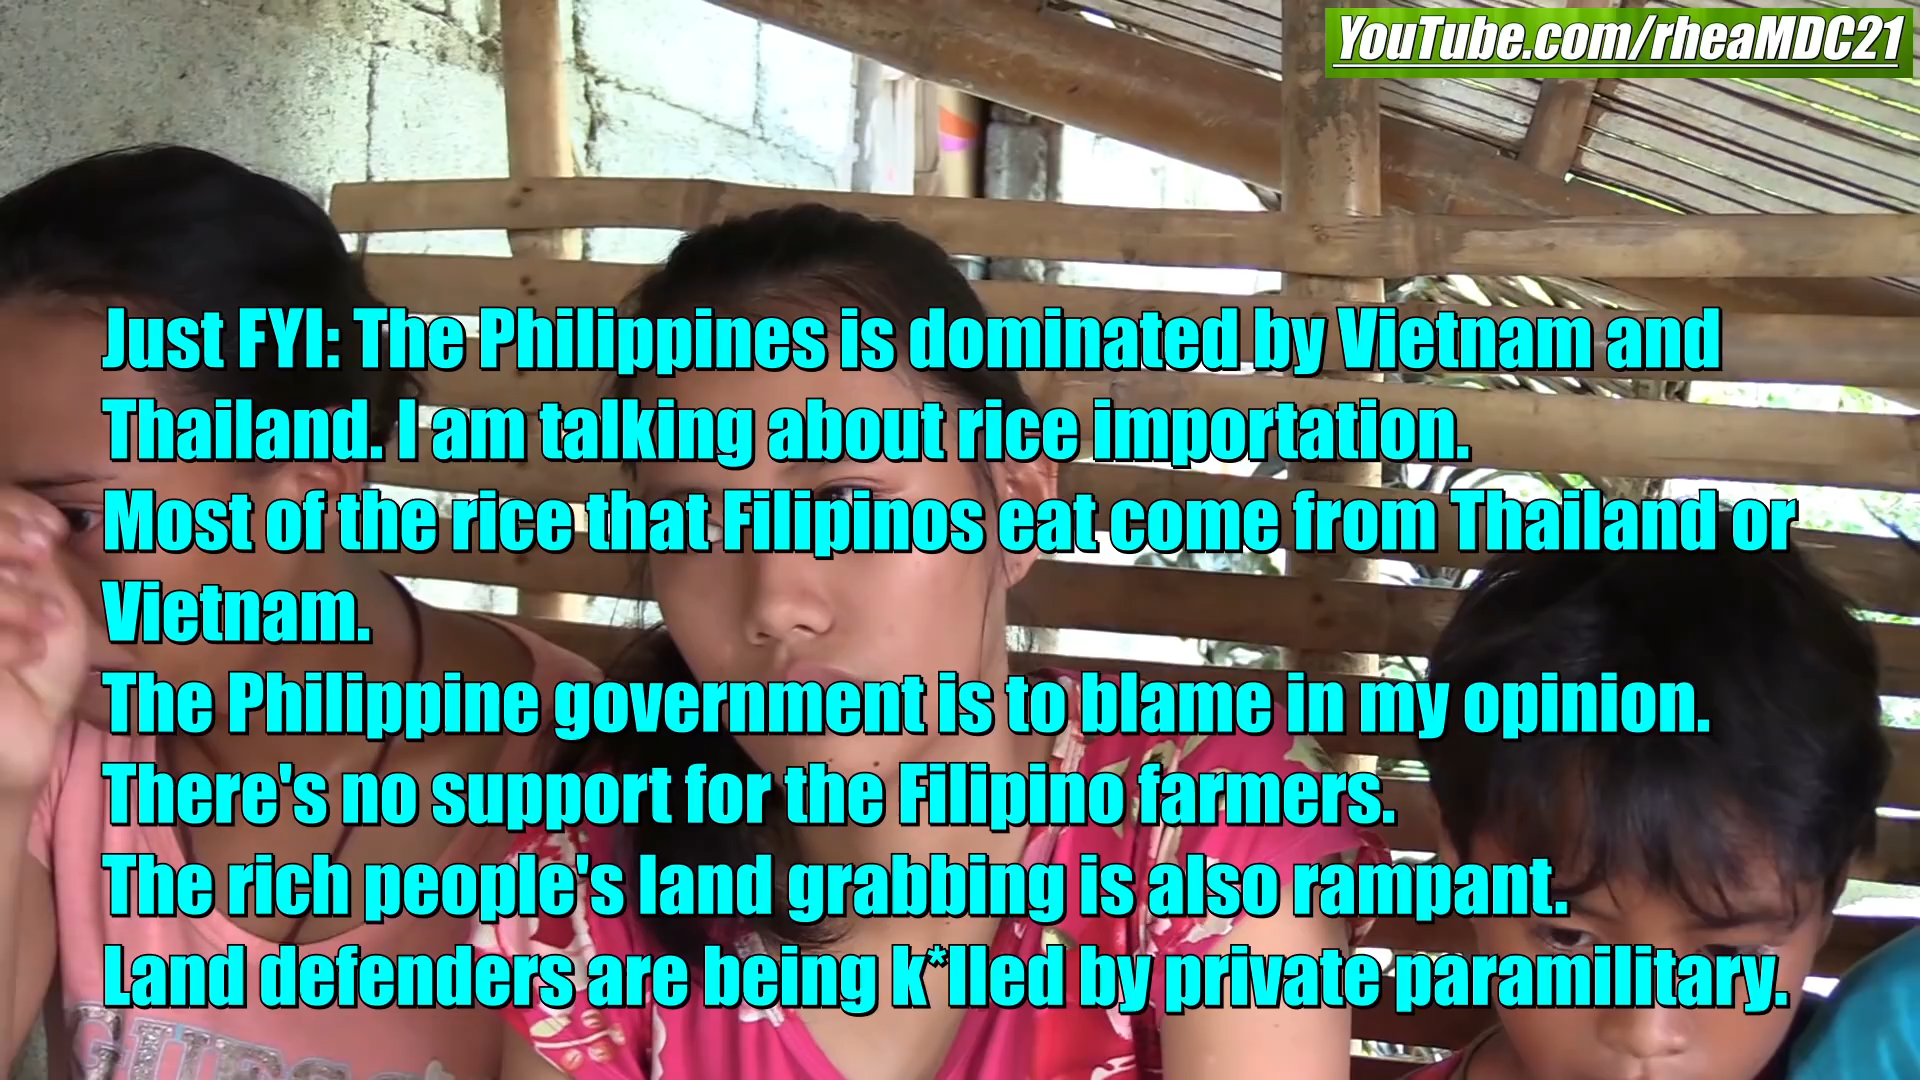 YouTube.com/rheaMDC21
Just FYI: The Philippines is dominated by Vietnam and
Thailand. I am talking about rice importation.
Most of the rice that Filipinos eat come from Thailand or
Vietnam.
The Philippine government is to blame in my opinion.
There's no support for the Filipino farmers.
The rich people's land grabbing is also rampant.
Land defenders are being k*lled by private paramilitary.
GUESS